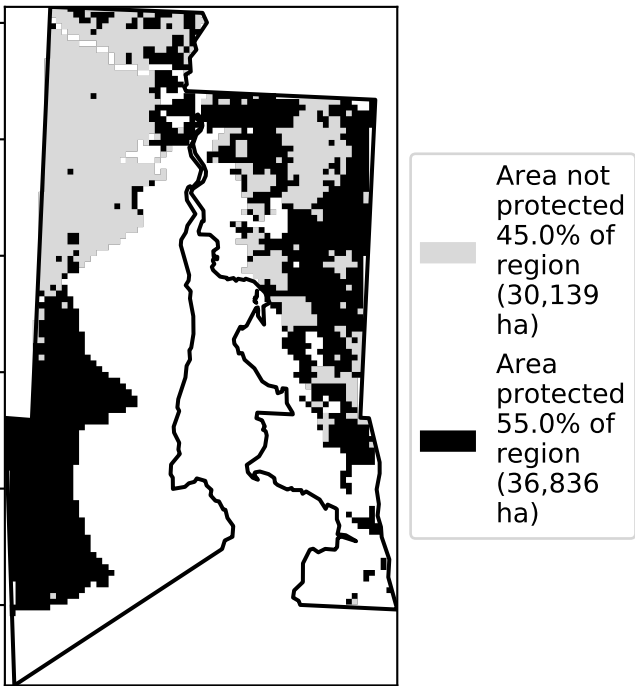 Area not
protected
45.0% of
region
(30,139
ha)
Area
protected
55.0% of
region
(36,836
ha)